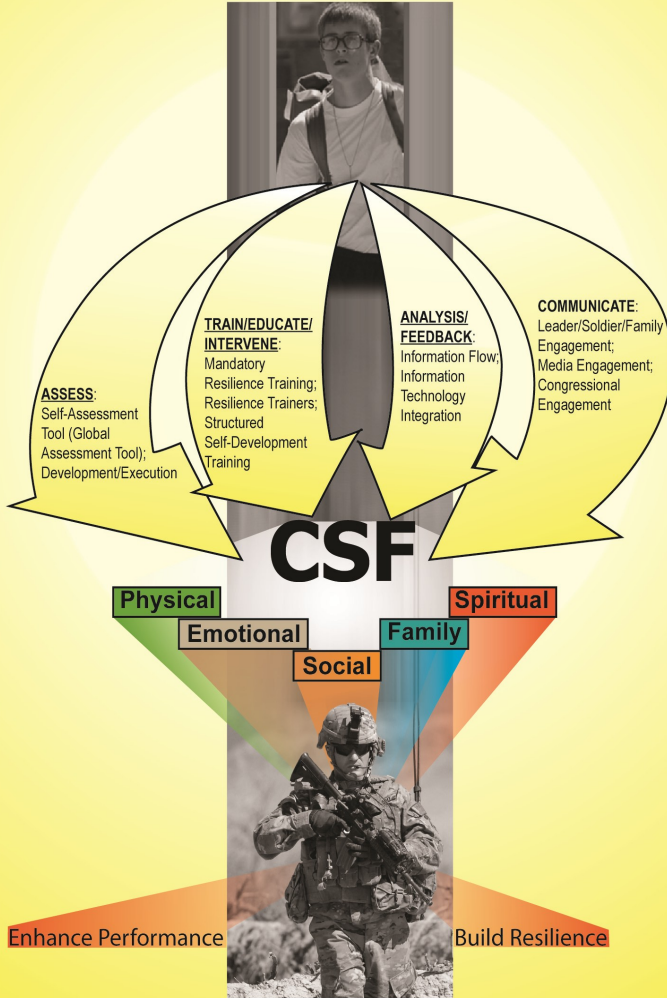 ASSESS:
Self-Assessment
Tool (Global
Assessment Tool);
Development/Execution
TRAIN/EDUCATE/
INTERVENE:
Mandatory
Resilience Training;
Resilience Trainers;
Structured
Self-Development
Training
ANALYSIS/
FEEDBACK:
Information Flow;
Information
Technology
Integration
COMMUNICATE:
Leader/Soldier/Family
Engagement;
Media Engagement;
Congressional
Engagement
CSF
Physical
Emotional
Social
Family
Spiritual
Enhance Performance
Build Resilience